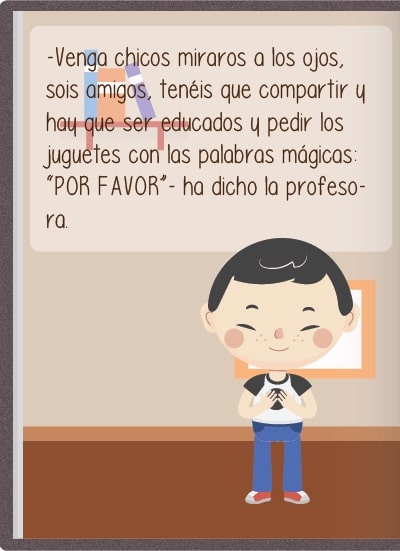 -Venga chicos miraros a los ojos,
sois amigos, tenéis que compartir y
hay que ser educados y pedir los
juguetes con las palabras mágicas:
“POR FAVOR”- ha dicho la profeso-
ra.